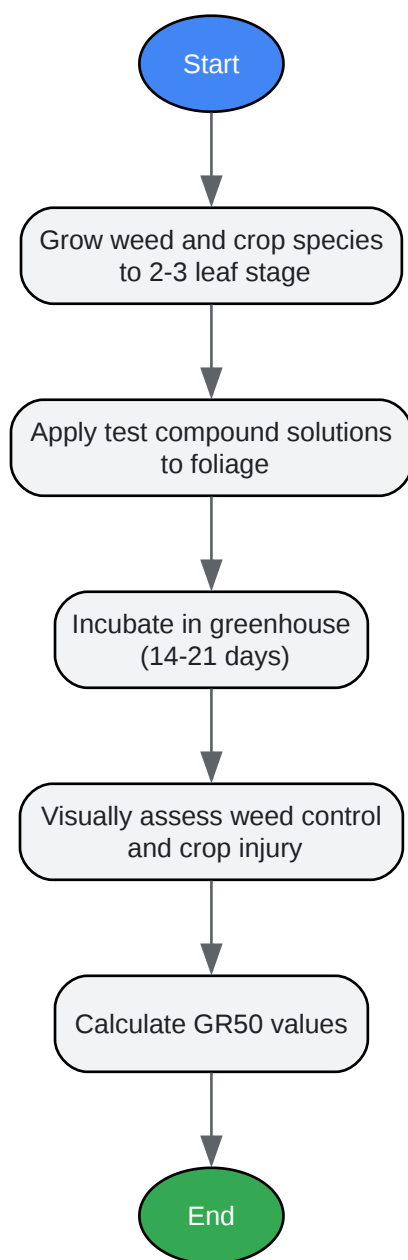 Start
Grow weed and crop species
to 2-3 leaf stage
Apply test compound solutions
to foliage
Incubate in greenhouse
(14-21 days)
Visually assess weed control
and crop injury
Calculate GR50 values
End